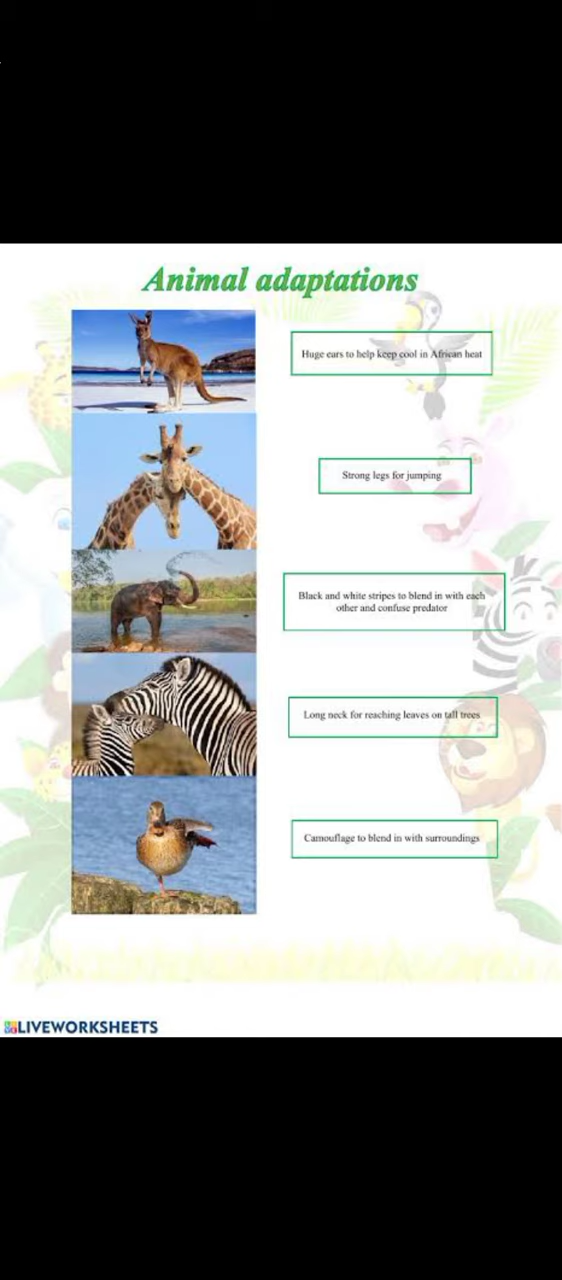 Animal adaptations
Huge ears to help keep cool in African heat
Strong legs for jumping
Black and white stripes to blend in with each
other and confuse predator
Long neck for reaching leaves on tall trees
Camouflage to blend in with surroundings
LIVEWORKSHEETS